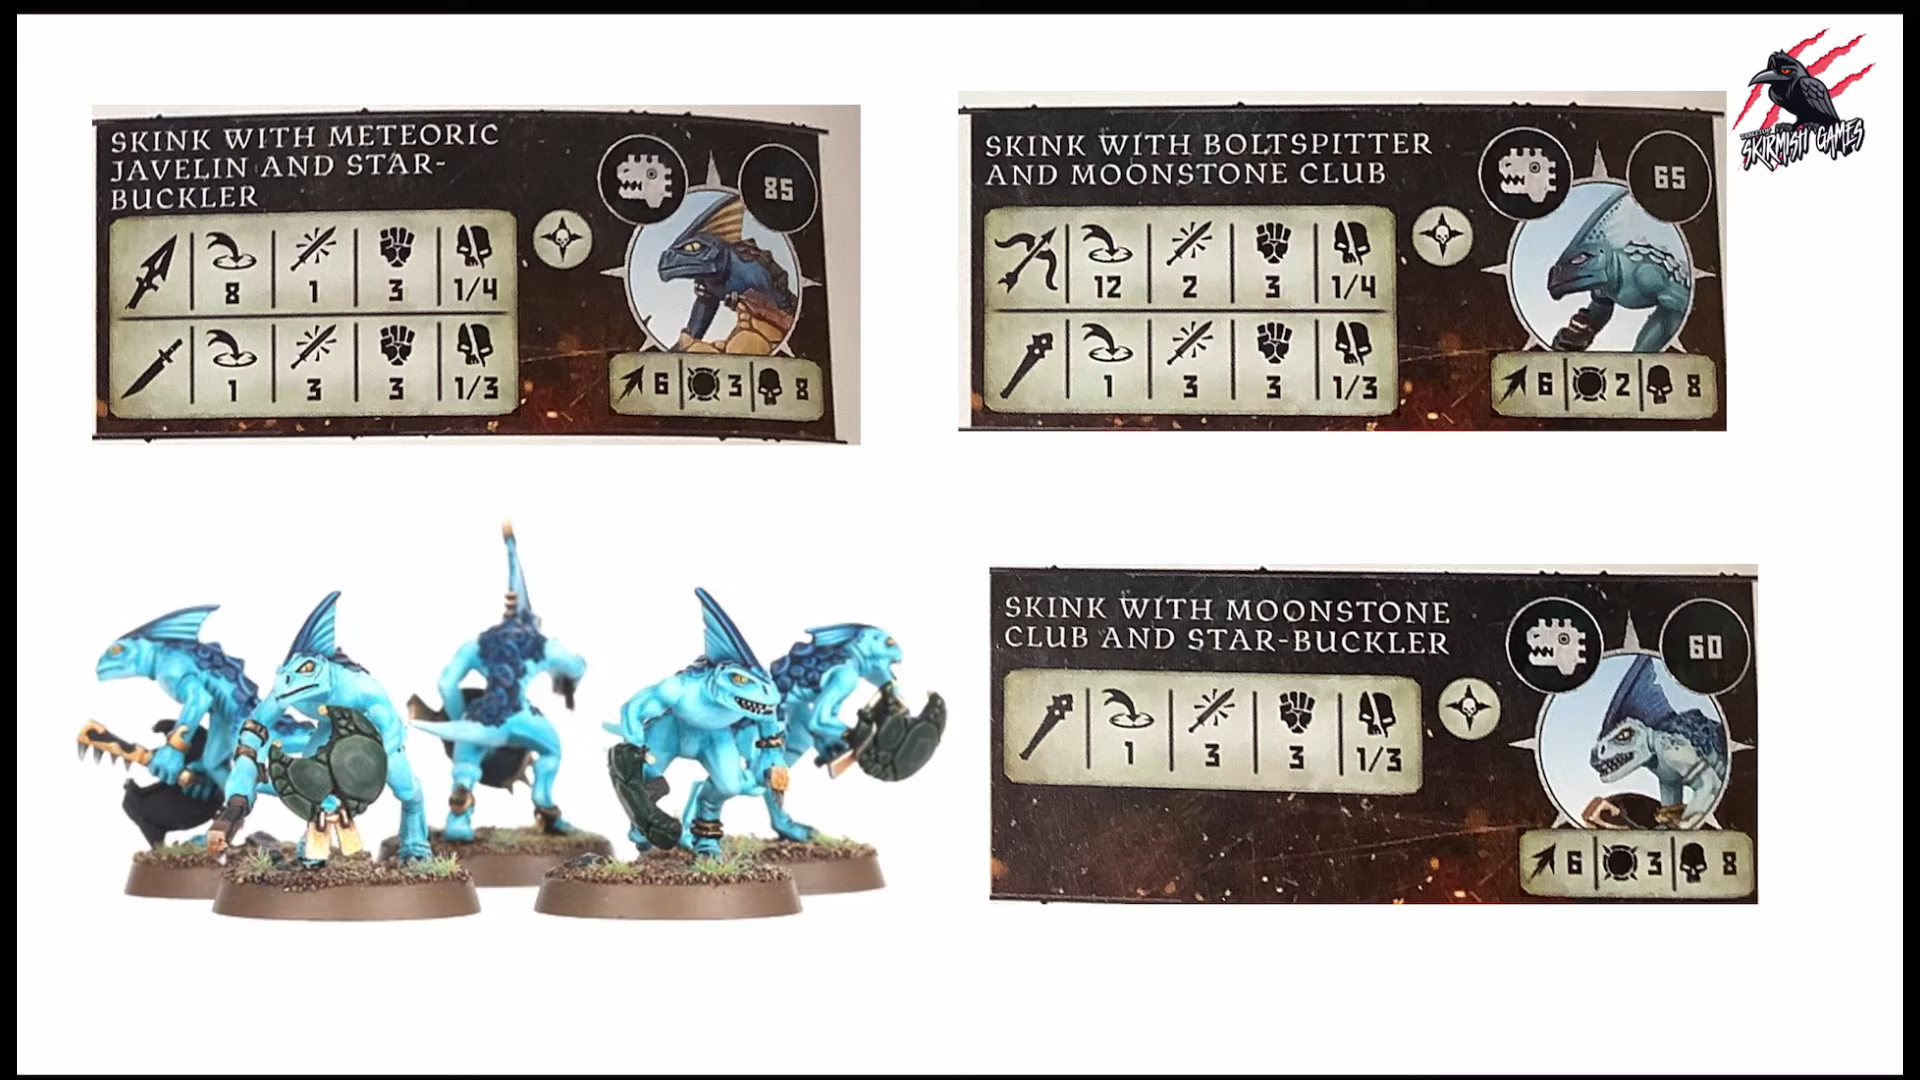 SKINK WITH METEORIC
JAVELIN AND STAR-
BUCKLER
85
8 1 3 1/4
1 3 3 1/3
6 3 8
SKINK WITH BOLTSPITTER
AND MOONSTONE CLUB
65
12 2 3 1/4
1 3 3 1/3
6 2 8
TABLETOP
SKIRMISH GAMES
SKINK WITH MOONSTONE
CLUB AND STAR-BUCKLER
60
1 3 3 1/3
6 3 8